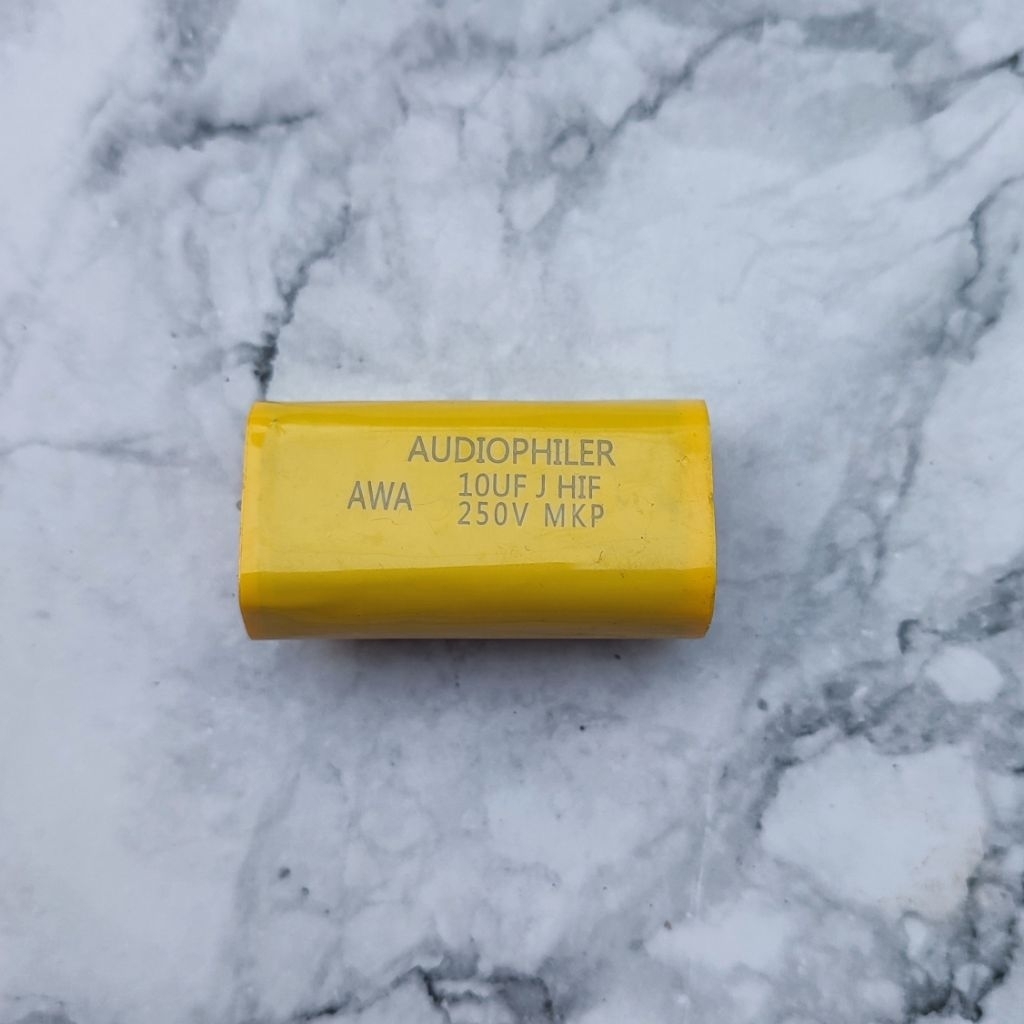 AUDIOPHILER
AWA
10UF J HIF
250V MKP